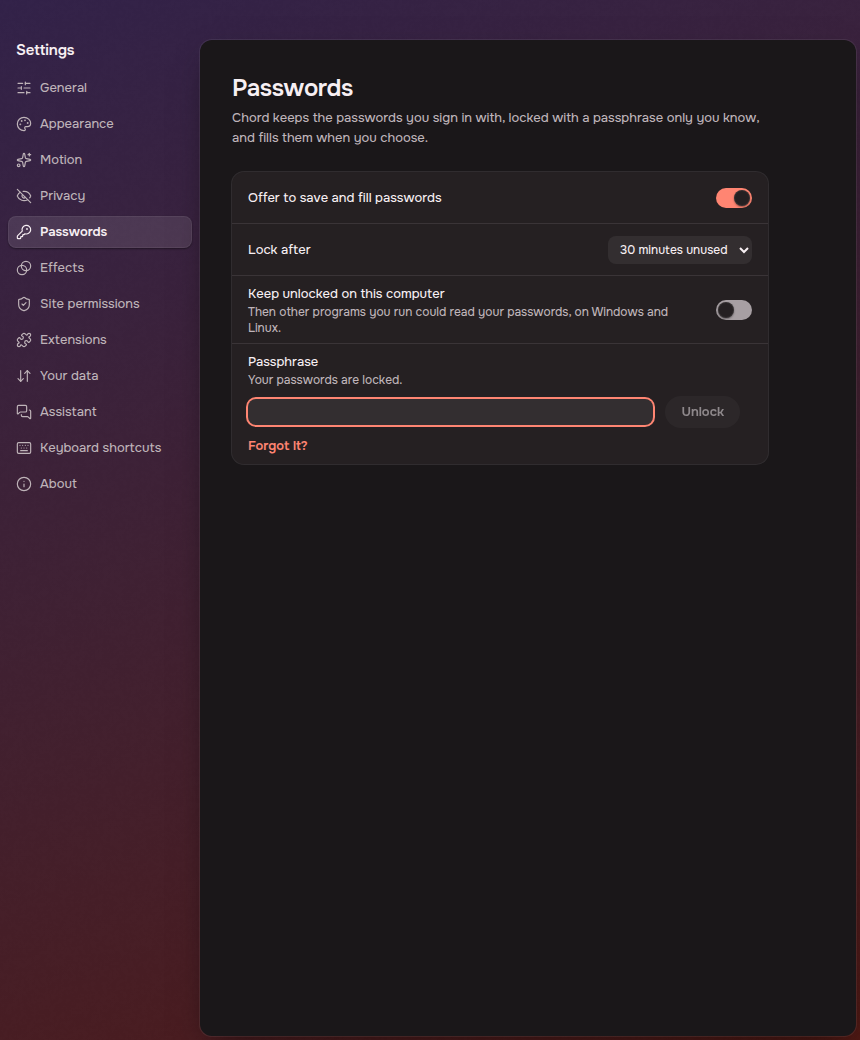 Settings
General
Appearance
Motion
Privacy
Passwords
Effects
Site permissions
Extensions
Your data
Assistant
Keyboard shortcuts
About
Passwords
Chord keeps the passwords you sign in with, locked with a passphrase only you know,
and fills them when you choose.
Offer to save and fill passwords
Lock after
30 minutes unused
Keep unlocked on this computer
Then other programs you run could read your passwords, on Windows and
Linux.
Passphrase
Your passwords are locked.
Unlock
Forgot it?